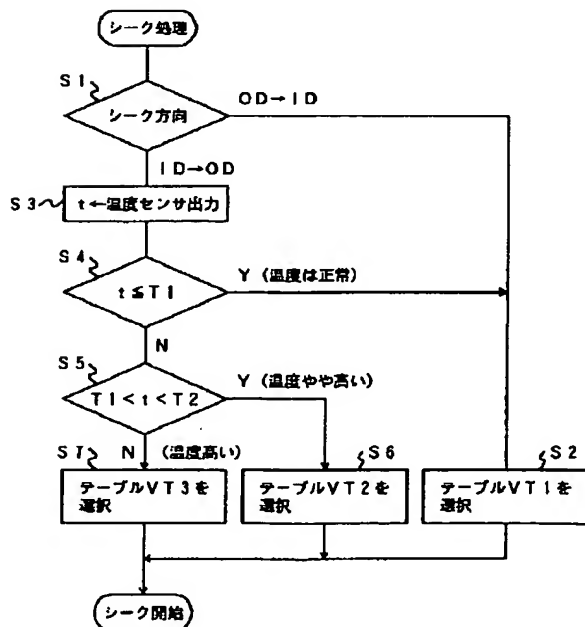 シーク処理
S1
シーク方向
OD→ID
ID→OD
S3
t←温度センサ出力
S4
t≦T1
Y (温度は正常)
N
S5
T1<t<T2
Y (温度やや高い)
S7
N (温度高い)
S6
S2
テーブルVT3を
選択
テーブルVT2を
選択
テーブルVT1を
選択
シーク開始